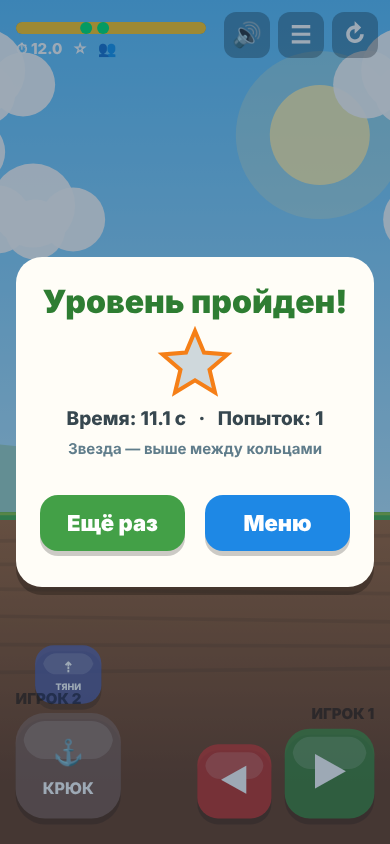 ⏱12.0 ☆ 👥
Уровень пройден!
Время: 11.1 с · Попыток: 1
Звезда — выше между кольцами
Ещё раз
Меню
тяни
ИГРОК 2
ИГРОК 1
КРЮК